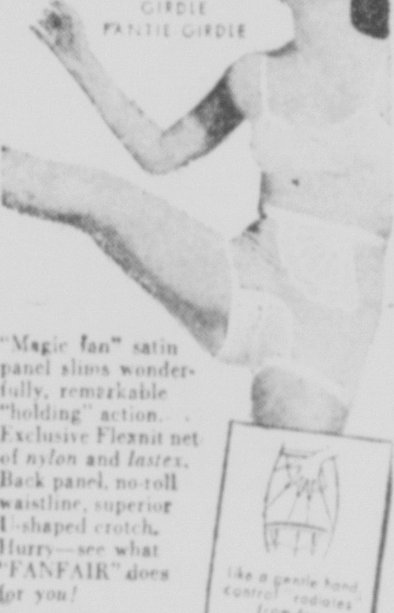 GIRDLE
PANTIE-GIRDLE
"Magic fan" satin
panel slims wonder-
fully, remarkable
"holding" action. . .
Exclusive Flexnit net
of nylon and lastex.
Back panel, no-roll
waistline, superior
U-shaped crotch.
Hurry—see what
"FANFAIR" does
for you!
Like a gentle hand,
control radiates